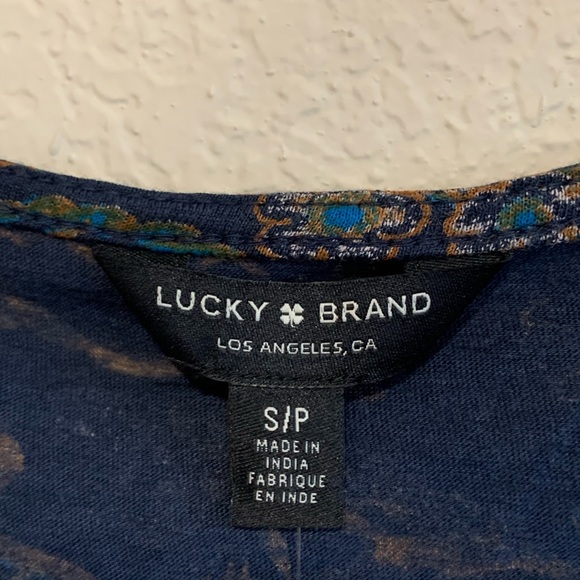 LUCKY BRAND
LOS ANGELES, CA
S/P
MADE IN
INDIA
FABRIQUE
EN INDE